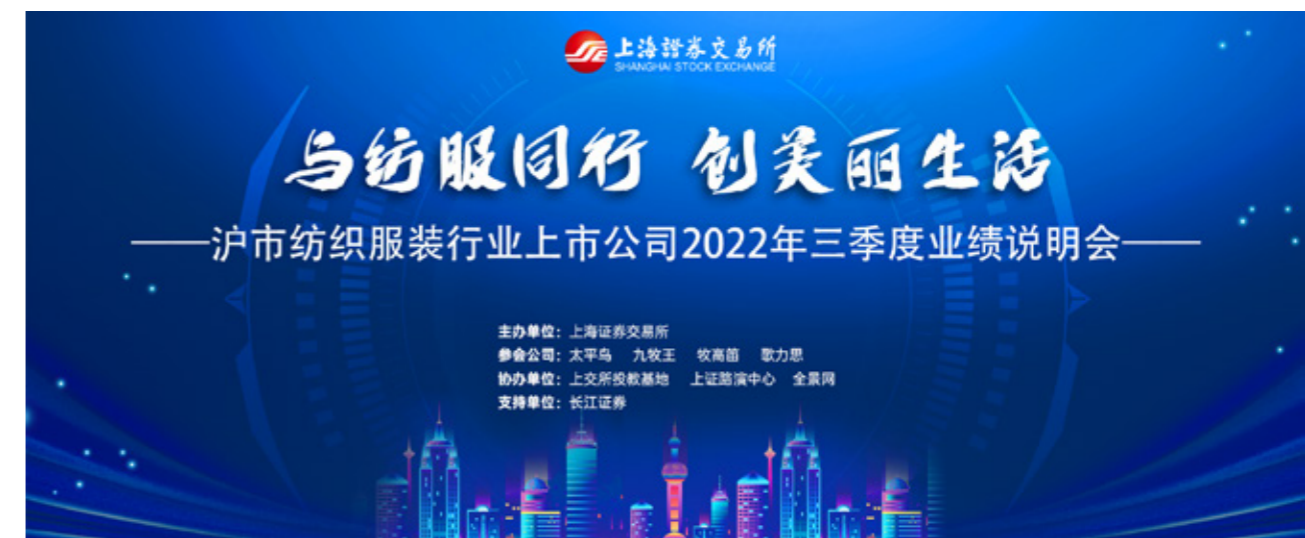 上海證券交易所
SHANGHAI STOCK EXCHANGE
与纺服同行 创美丽生活
——沪市纺织服装行业上市公司2022年三季度业绩说明会——
主办单位：上海证券交易所
参会公司：太平鸟 九牧王 牧高笛 歌力思
协办单位：上交所投教基地 上证路演中心 全景网
支持单位：长江证券